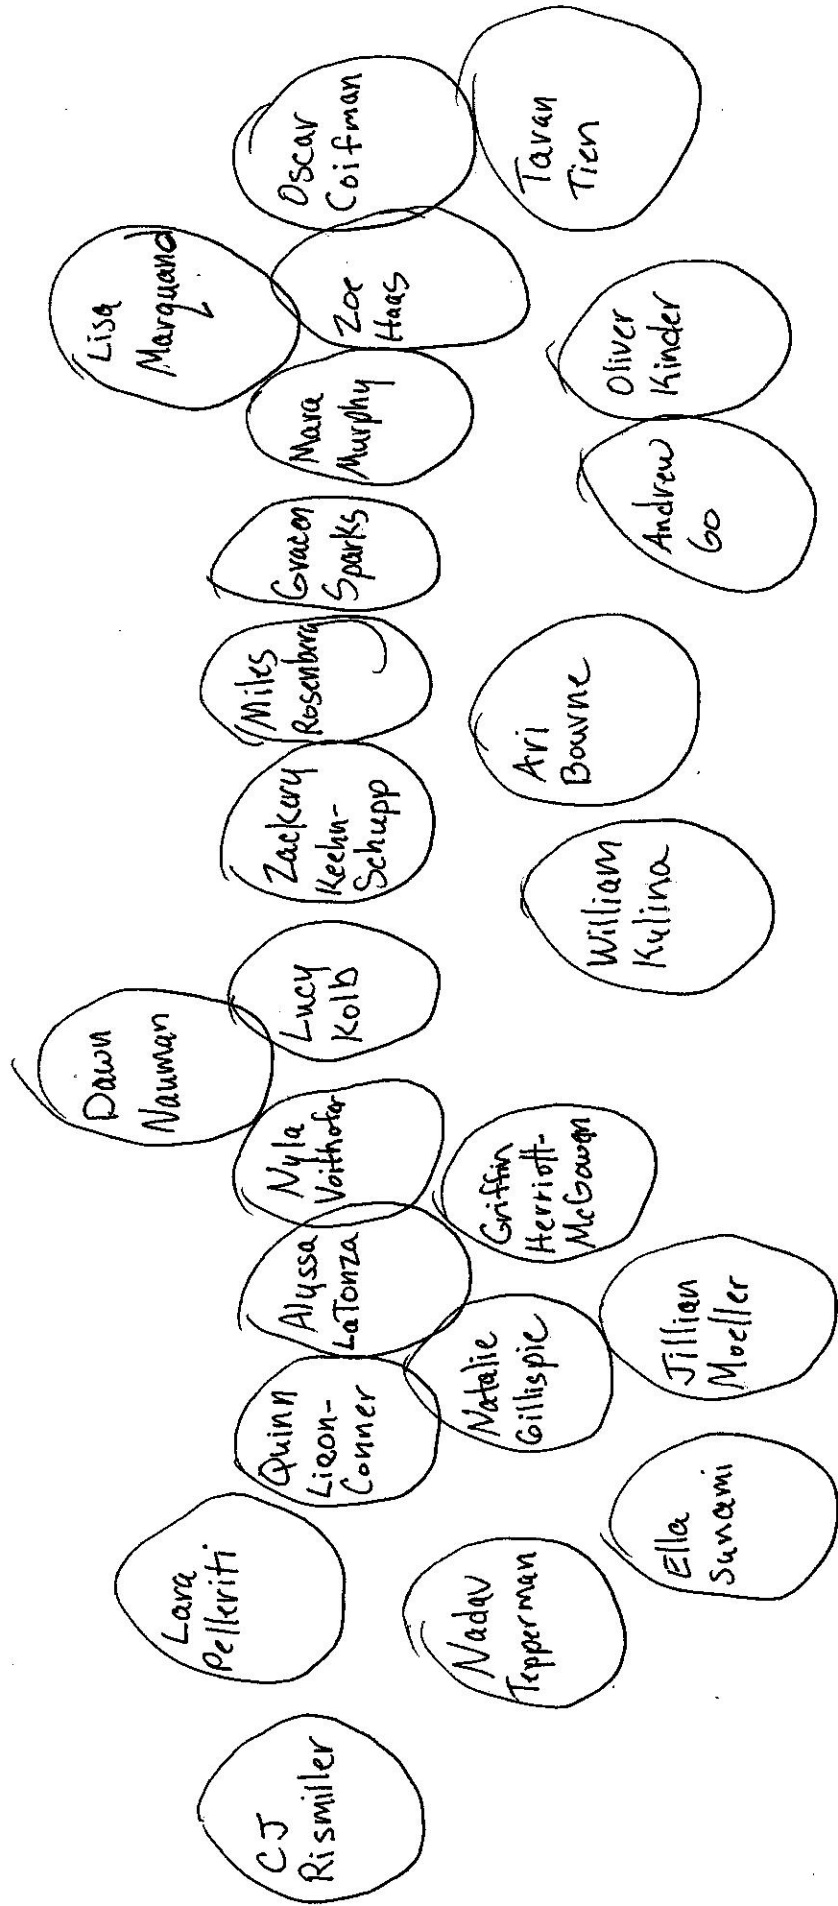 CJ
Rismiller
Lara
Pelleriti
Dawn
Nauman
Lisa
Marquand
Quinn
Lieon-
Conner
Alyssa
LaTonza
Nyla
Voithofer
Lucy
Kolb
Zackary
Keehn-
Schupp
Miles
Rosenberg
Gracen
Sparks
Mara
Murphy
Zoe
Haas
Oscar
Coifman
Nadav
Tepperman
Natalie
Gillispie
Griffin
Herriott-
McGowan
Ari
Bourne
Taran
Tien
Ella
Sunami
Jillian
Moeller
William
Kulina
Andrew
Go
Oliver
Kinder